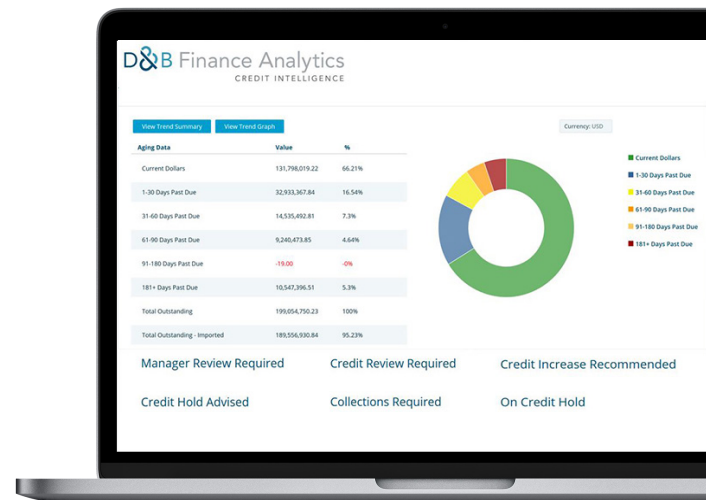 D&B Finance Analytics
CREDIT INTELLIGENCE
View Trend Summary View Trend Graph Currency: USD
Aging Data Value %
Current Dollars 131,798,019.22 66.21%
1-30 Days Past Due 32,933,367.84 16.54%
31-60 Days Past Due 14,535,492.81 7.3%
61-90 Days Past Due 9,240,473.85 4.64%
91-180 Days Past Due -19.00 -0%
181+ Days Past Due 10,547,396.51 5.3%
Total Outstanding 199,054,750.23 100%
Total Outstanding - Imported 189,556,930.84 95.23%
Current Dollars
1-30 Days Past Due
31-60 Days Past Due
61-90 Days Past Due
91-180 Days Past Due
181+ Days Past Due
Manager Review Required Credit Review Required Credit Increase Recommended
Credit Hold Advised Collections Required On Credit Hold